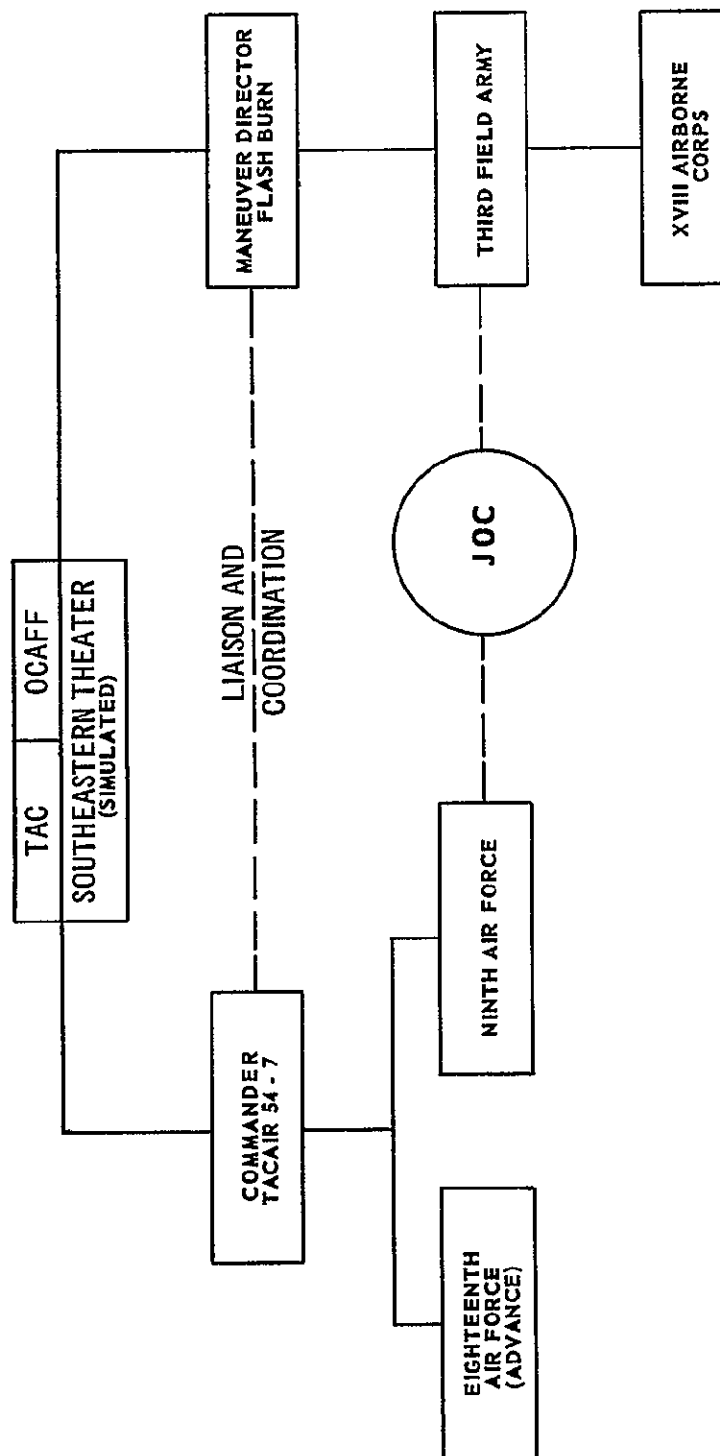 TAC
OCAFF
SOUTHEASTERN THEATER
(SIMULATED)
COMMANDER
TACAIR 54 - 7
LIAISON AND
COORDINATION
MANEUVER DIRECTOR
FLASH BURN
EIGHTEENTH
AIR FORCE
(ADVANCE)
NINTH AIR FORCE
JOC
THIRD FIELD ARMY
XVIII AIRBORNE
CORPS